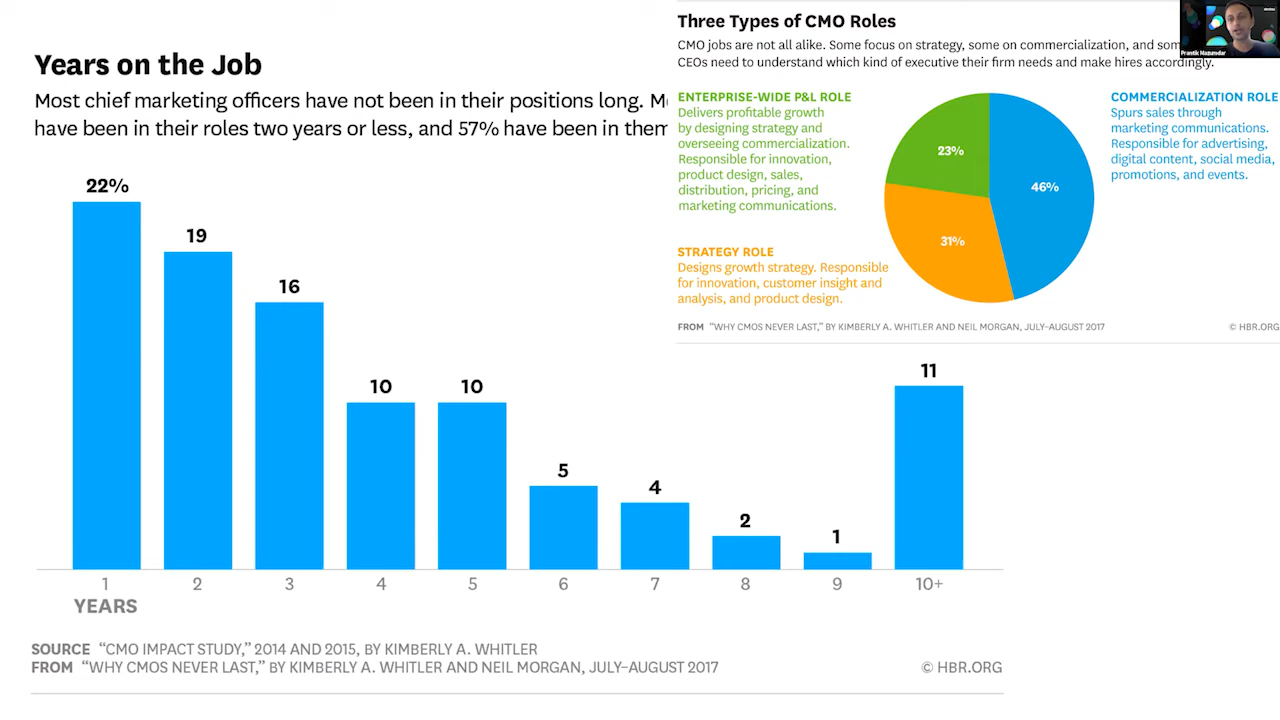 Years on the Job
Most chief marketing officers have not been in their positions long.
have been in their roles two years or less, and 57% have been in them
22%
19
16
10
10
5
4
2
1
11
1
2
3
4
5
6
7
8
9
10+
YEARS
SOURCE “CMO IMPACT STUDY,” 2014 AND 2015, BY KIMBERLY A. WHITLER
FROM “WHY CMOS NEVER LAST,” BY KIMBERLY A. WHITLER AND NEIL MORGAN, JULY–AUGUST 2017
© HBR.ORG
Three Types of CMO Roles
CMO jobs are not all alike. Some focus on strategy, some on commercialization, and
CEOs need to understand which kind of executive their firm needs and make hires accordingly.
ENTERPRISE-WIDE P&L ROLE
Delivers profitable growth
by designing strategy and
overseeing commercialization.
Responsible for innovation,
product design, sales,
distribution, pricing, and
marketing communications.
STRATEGY ROLE
Designs growth strategy. Responsible
for innovation, customer insight and
analysis, and product design.
23%
46%
31%
COMMERCIALIZATION ROLE
Spurs sales through
marketing communications.
Responsible for advertising,
digital content, social media,
promotions, and events.
FROM “WHY CMOS NEVER LAST,” BY KIMBERLY A. WHITLER AND NEIL MORGAN, JULY–AUGUST 2017
© HBR.ORG
Prantik Mazumdar